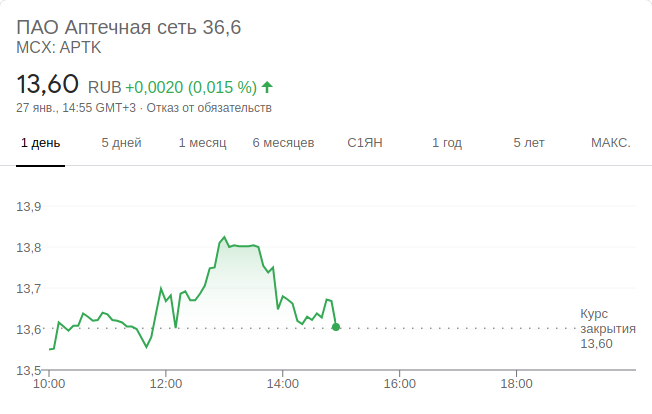 ПАО Аптечная сеть 36,6
MCX: APTK
13,60 RUB +0,0020 (0,015 %)
27 янв., 14:55 GMT+3 · Отказ от обязательств
1 день 5 дней 1 месяц 6 месяцев С1ЯН 1 год 5 лет МАКС.
13,9
13,8
13,7
13,6
13,5
Курс
закрытия
13,60
10:00 12:00 14:00 16:00 18:00